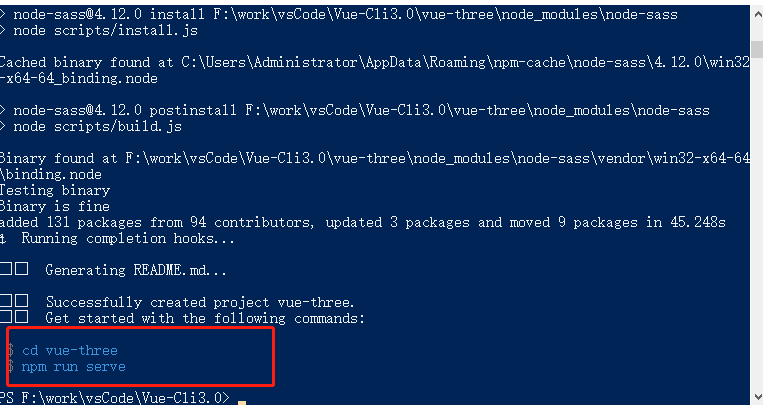 > node-sass@4.12.0 install F:\work\vsCode\Vue-Cli3.0\vue-three\node_modules\node-sass
> node scripts/install.js
Cached binary found at C:\Users\Administrator\AppData\Roaming\npm-cache\node-sass\4.12.0\win32
-x64-64_binding.node
> node-sass@4.12.0 postinstall F:\work\vsCode\Vue-Cli3.0\vue-three\node_modules\node-sass
> node scripts/build.js
Binary found at F:\work\vsCode\Vue-Cli3.0\vue-three\node_modules\node-sass\vendor\win32-x64-64
\binding.node
Testing binary
Binary is fine
added 131 packages from 94 contributors, updated 3 packages and moved 9 packages in 45.248s
Running completion hooks...
□□ Generating README.md...
□□ Successfully created project vue-three.
□□ Get started with the following commands:
$ cd vue-three
$ npm run serve
PS F:\work\vsCode\Vue-Cli3.0>